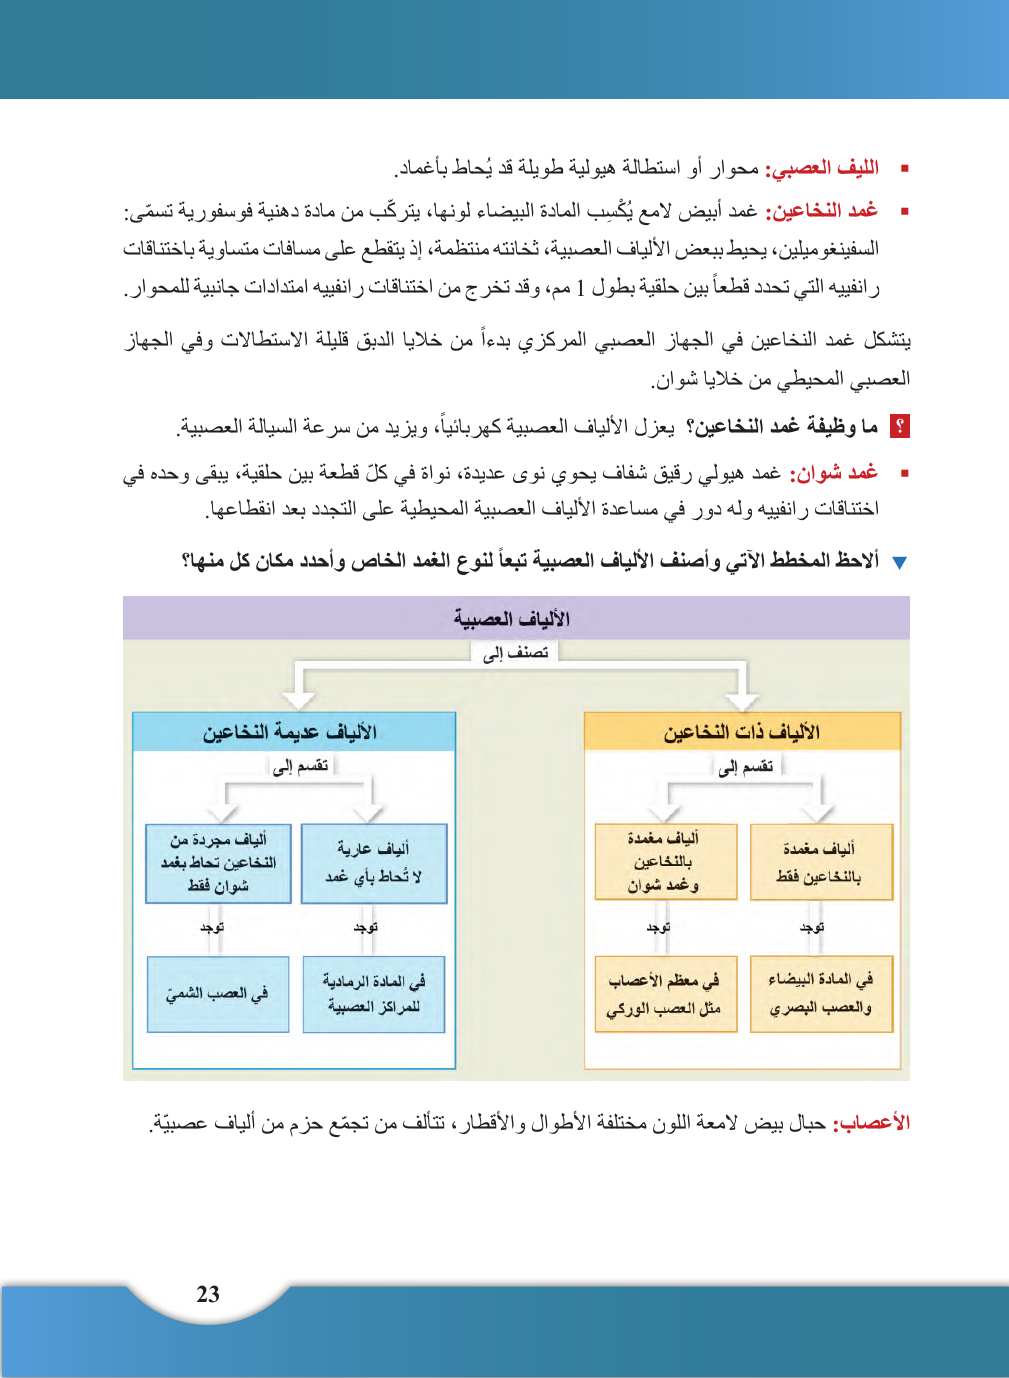 ▪ الليف العصبي: محوار أو استطالة هيولية طويلة قد يُحاط بأغماد.
▪ غمد النخاعين: غمد أبيض لامع يُكْسِب المادة البيضاء لونها، يتركّب من مادة دهنية فوسفورية تسمّى:
السفينغوميلين، يحيط ببعض الألياف العصبية، ثخانته منتظمة، إذ يتقطع على مسافات متساوية باختناقات
رانفييه التي تحدد قطعاً بين حلقية بطول 1 مم، وقد تخرج من اختناقات رانفييه امتدادات جانبية للمحوار.
يتشكل غمد النخاعين في الجهاز العصبي المركزي بدءاً من خلايا الدبق قليلة الاستطالات وفي الجهاز
العصبي المحيطي من خلايا شوان.
؟ ما وظيفة غمد النخاعين؟ يعزل الألياف العصبية كهربائياً، ويزيد من سرعة السيالة العصبية.
▪ غمد شوان: غمد هيولي رقيق شفاف يحوي نوى عديدة، نواة في كلّ قطعة بين حلقية، يبقى وحده في
اختناقات رانفييه وله دور في مساعدة الألياف العصبية المحيطية على التجدد بعد انقطاعها.
▼ ألاحظ المخطط الآتي وأصنف الألياف العصبية تبعاً لنوع الغمد الخاص وأحدد مكان كل منها؟
الألياف العصبية
تصنف إلى
الألياف ذات النخاعين
تقسم إلى
ألياف مغمدة
بالنخاعين فقط
توجد
في المادة البيضاء
والعصب البصري
ألياف مغمدة
بالنخاعين
وغمد شوان
توجد
في معظم الأعصاب
مثل العصب الوركي
الألياف عديمة النخاعين
تقسم إلى
ألياف عارية
لا تُحاط بأي غمد
توجد
في المادة الرمادية
للمراكز العصبية
ألياف مجردة من
النخاعين تحاط بغمد
شوان فقط
توجد
في العصب الشميّ
الأعصاب: حبال بيض لامعة اللون مختلفة الأطوال والأقطار، تتألف من تجمّع حزم من ألياف عصبيّة.
23